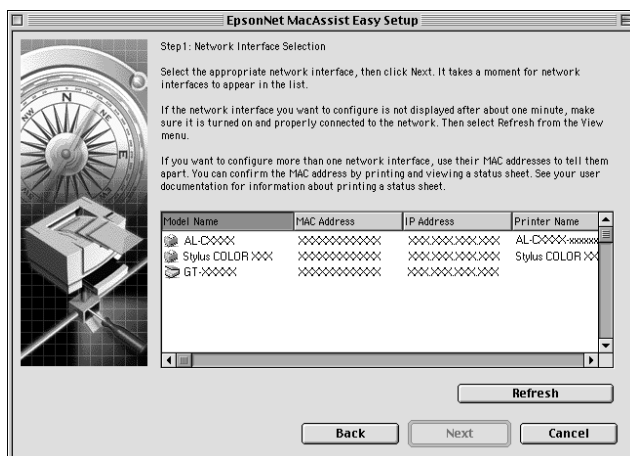 EpsonNet MacAssist Easy Setup
Step1: Network Interface Selection
Select the appropriate network interface, then click Next. It takes a moment for network
interfaces to appear in the list.
If the network interface you want to configure is not displayed after about one minute, make
sure it is turned on and properly connected to the network. Then select Refresh from the View
menu.
If you want to configure more than one network interface, use their MAC addresses to tell them
apart. You can confirm the MAC address by printing and viewing a status sheet. See your user
documentation for information about printing a status sheet.
Model Name MAC Address IP Address Printer Name
AL-CXXXX XXXXXXXXXXXX XXX.XXX.XXX.XXX AL-CXXXX-xxxxxx
Stylus COLOR XXX XXXXXXXXXXXX XXX.XXX.XXX.XXX Stylus COLOR XX
GT-XXXXX XXXXXXXXXXXX XXX.XXX.XXX.XXX
Refresh
Back Next Cancel
N
NE
E
NW